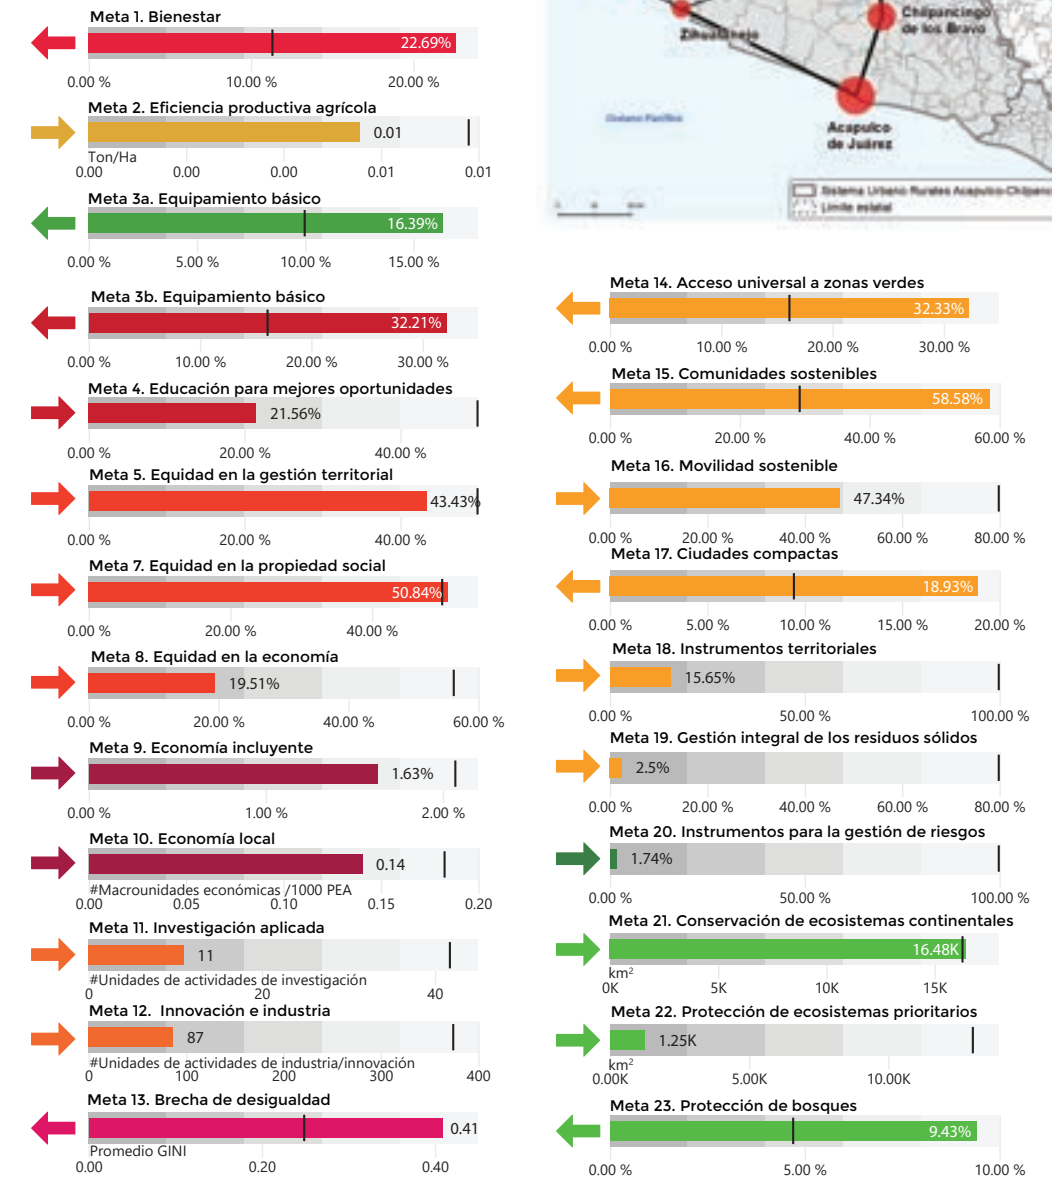 Meta 1. Bienestar
22.69%
0.00 % 10.00 % 20.00 %
Meta 2. Eficiencia productiva agrícola
0.01
Ton/Ha
0.00 0.00 0.00 0.01 0.01
Meta 3a. Equipamiento básico
16.39%
0.00 % 5.00 % 10.00 % 15.00 %
Meta 3b. Equipamiento básico
32.21%
0.00 % 10.00 % 20.00 % 30.00 %
Meta 4. Educación para mejores oportunidades
21.56%
0.00 % 20.00 % 40.00 %
Meta 5. Equidad en la gestión territorial
43.43%
0.00 % 20.00 % 40.00 %
Meta 7. Equidad en la propiedad social
50.84%
0.00 % 20.00 % 40.00 %
Meta 8. Equidad en la economía
19.51%
0.00 % 20.00 % 40.00 % 60.00 %
Meta 9. Economía incluyente
1.63%
0.00 % 1.00 % 2.00 %
Meta 10. Economía local
0.14
#Macrounidades económicas /1000 PEA
0.00 0.05 0.10 0.15 0.20
Meta 11. Investigación aplicada
11
#Unidades de actividades de investigación
0 20 40
Meta 12. Innovación e industria
87
#Unidades de actividades de industria/innovación
0 100 200 300 400
Meta 13. Brecha de desigualdad
0.41
Promedio GINI
0.00 0.20 0.40
Chilpancingo
de los Bravo
Zihuatanejo
Océano Pacífico
Acapulco
de Juárez
Sistema Urbano Rurales Acapulco-Chilpanc
Límite estatal
Meta 14. Acceso universal a zonas verdes
32.33%
0.00 % 10.00 % 20.00 % 30.00 %
Meta 15. Comunidades sostenibles
58.58%
0.00 % 20.00 % 40.00 % 60.00 %
Meta 16. Movilidad sostenible
47.34%
0.00 % 20.00 % 40.00 % 60.00 % 80.00 %
Meta 17. Ciudades compactas
18.93%
0.00 % 5.00 % 10.00 % 15.00 % 20.00 %
Meta 18. Instrumentos territoriales
15.65%
0.00 % 50.00 % 100.00 %
Meta 19. Gestión integral de los residuos sólidos
2.5%
0.00 % 20.00 % 40.00 % 60.00 % 80.00 %
Meta 20. Instrumentos para la gestión de riesgos
1.74%
0.00 % 50.00 % 100.00 %
Meta 21. Conservación de ecosistemas continentales
16.48K
km²
0K 5K 10K 15K
Meta 22. Protección de ecosistemas prioritarios
1.25K
km²
0.00K 5.00K 10.00K
Meta 23. Protección de bosques
9.43%
0.00 % 5.00 % 10.00 %